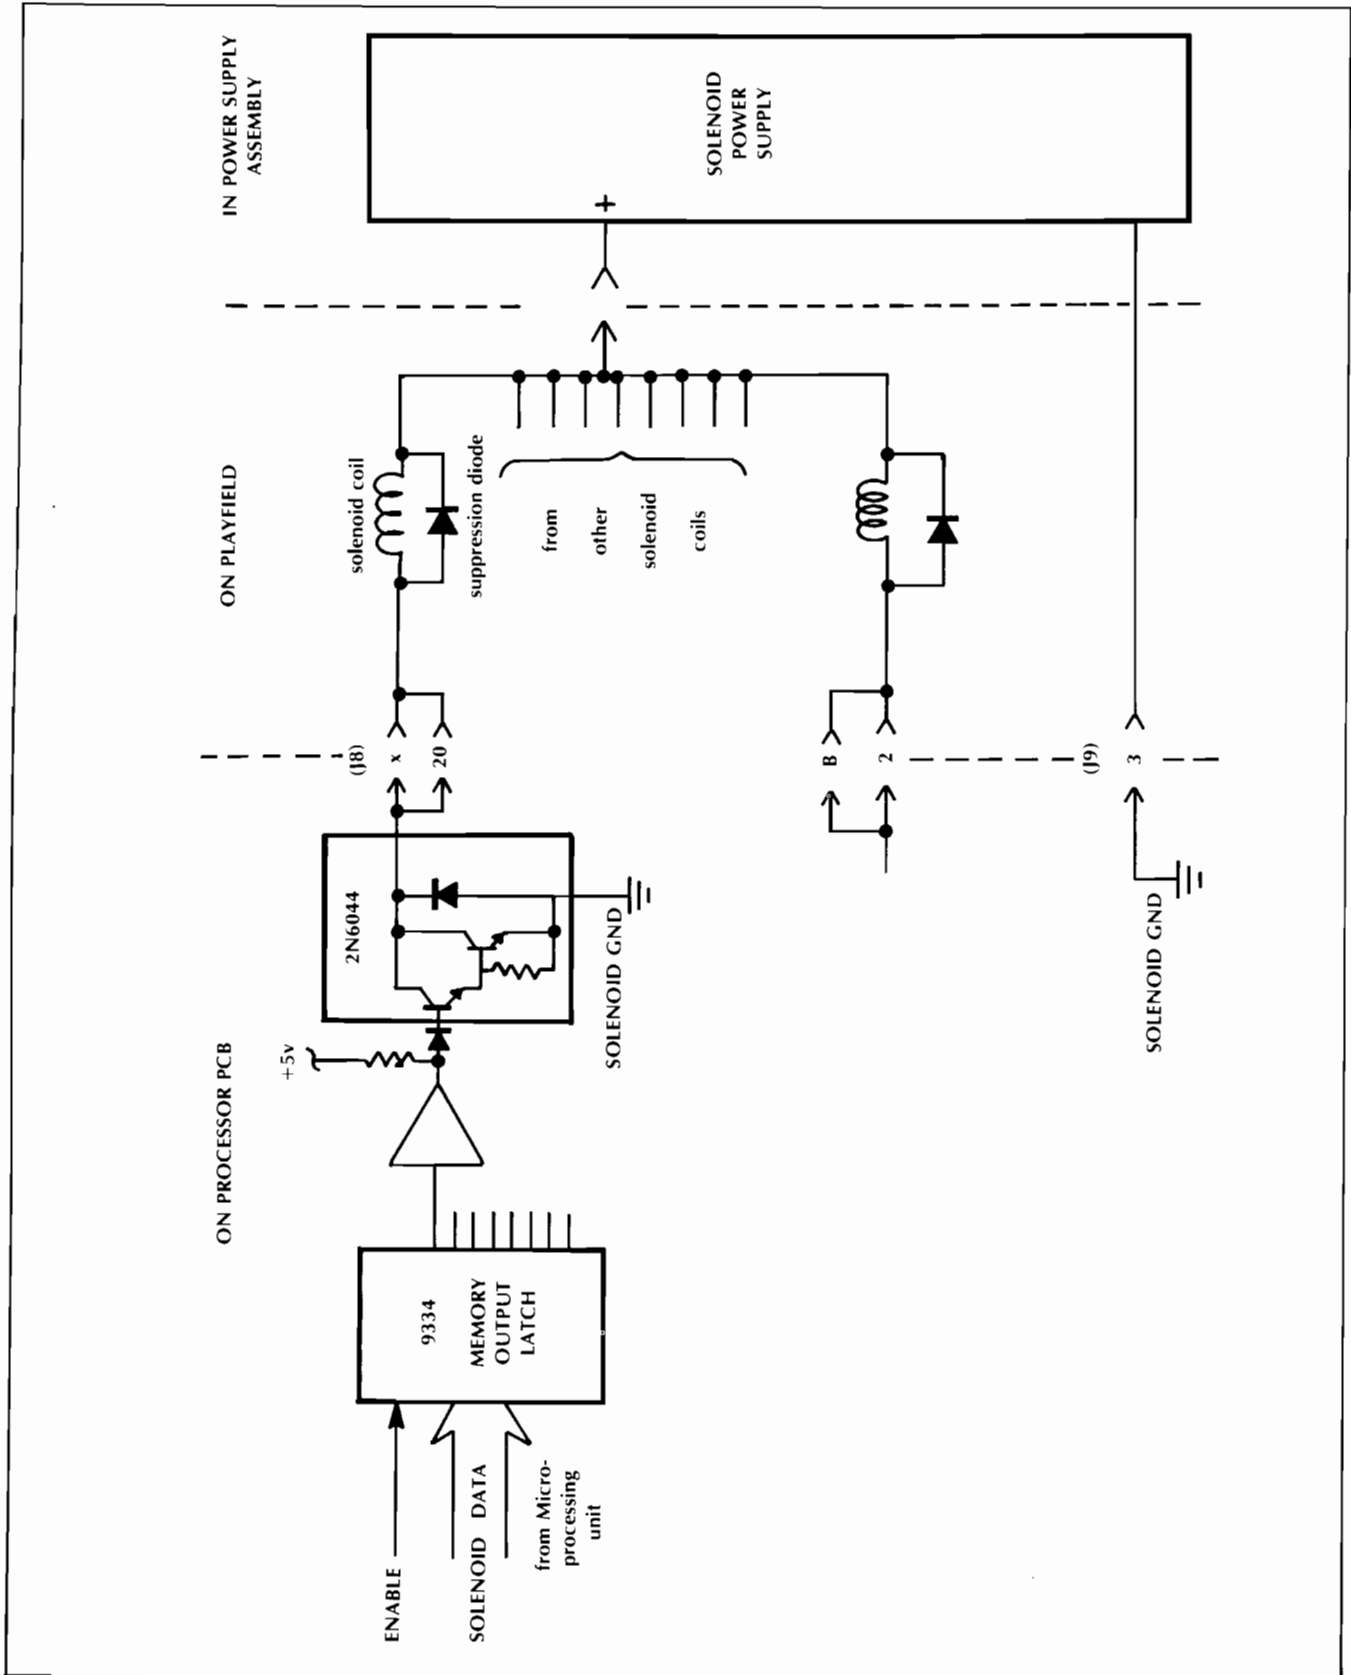 ON PROCESSOR PCB
ON PLAYFIELD
IN POWER SUPPLY
ASSEMBLY
ENABLE
SOLENOID DATA
from Micro-
processing
unit
9334
MEMORY
OUTPUT
LATCH
+5v
2N6044
SOLENOID GND
(J8)
x
20
solenoid coil
suppression diode
from
other
solenoid
coils
+
SOLENOID
POWER
SUPPLY
B
2
(J9)
3
SOLENOID GND